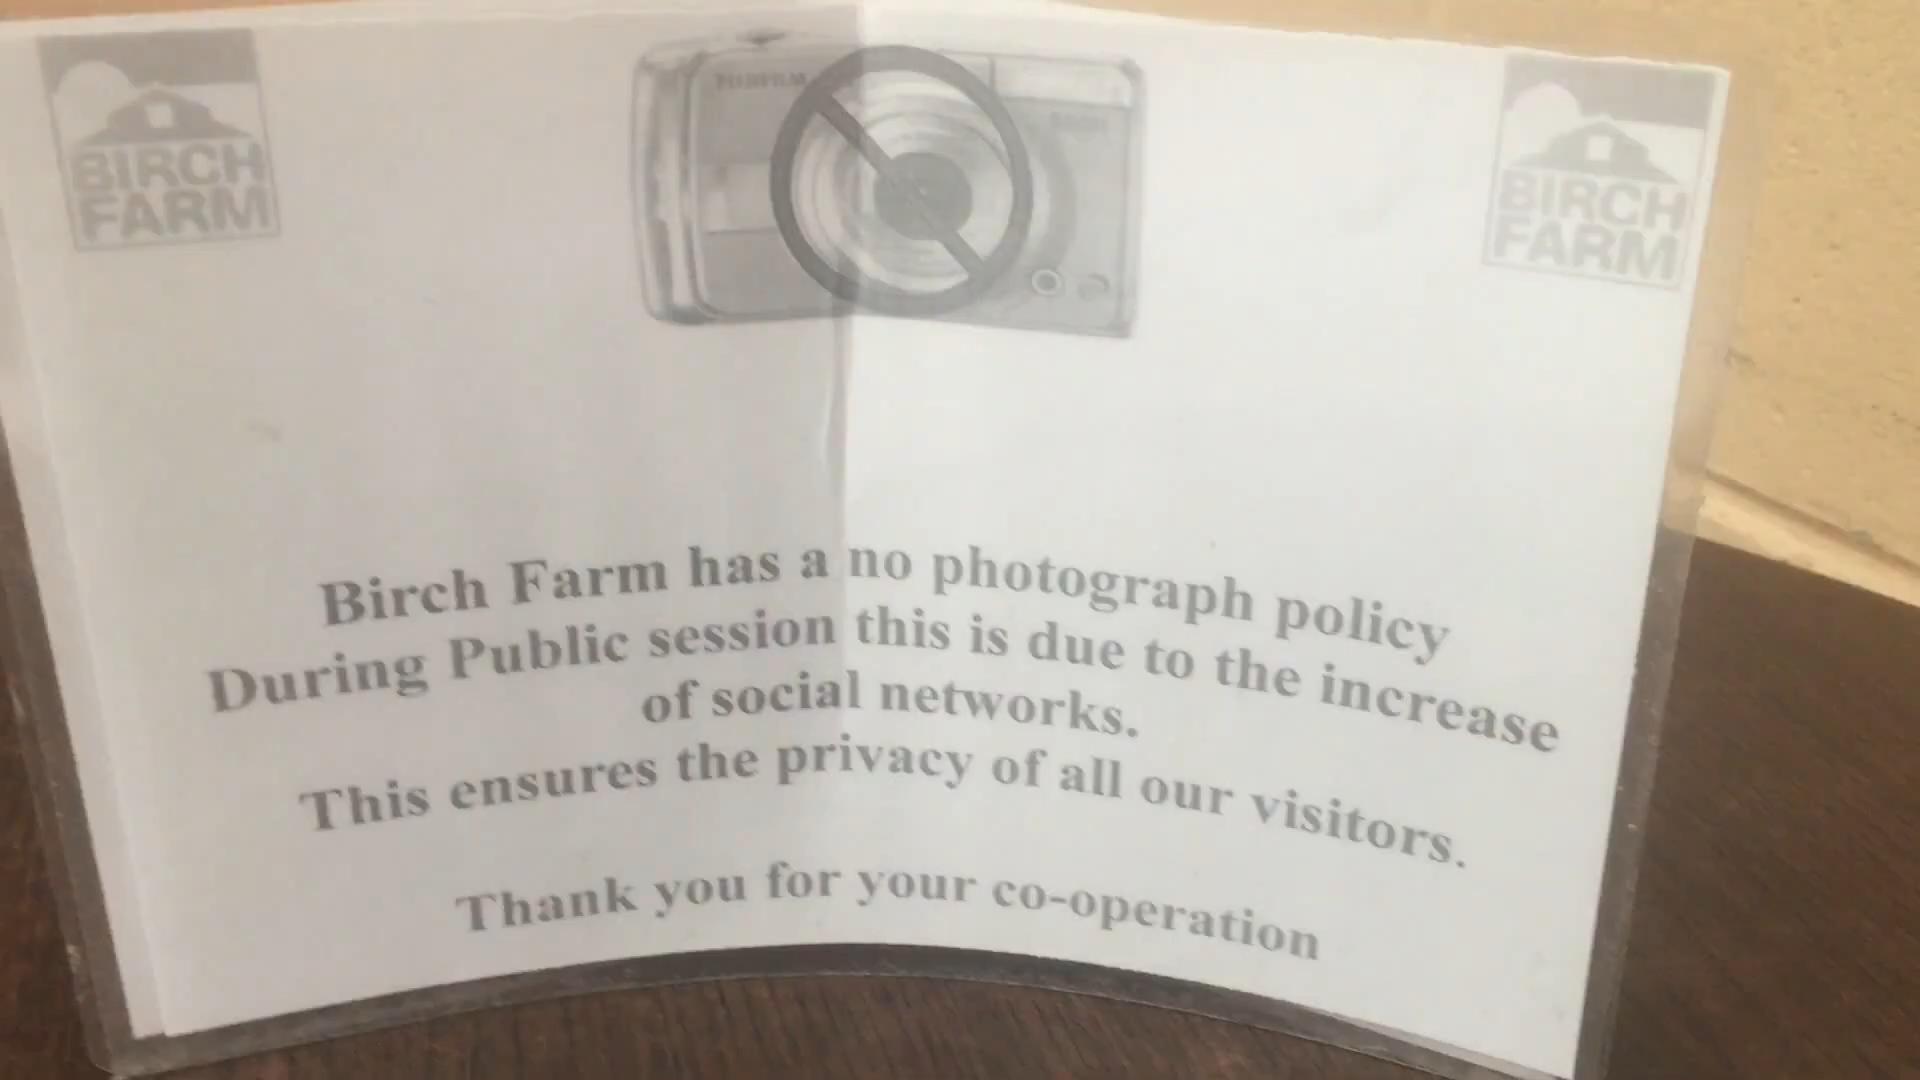 BIRCH
FARM
FUJIFILM
BIRCH
FARM
Birch Farm has a no photograph policy
During Public session this is due to the increase
of social networks.
This ensures the privacy of all our visitors.
Thank you for your co-operation